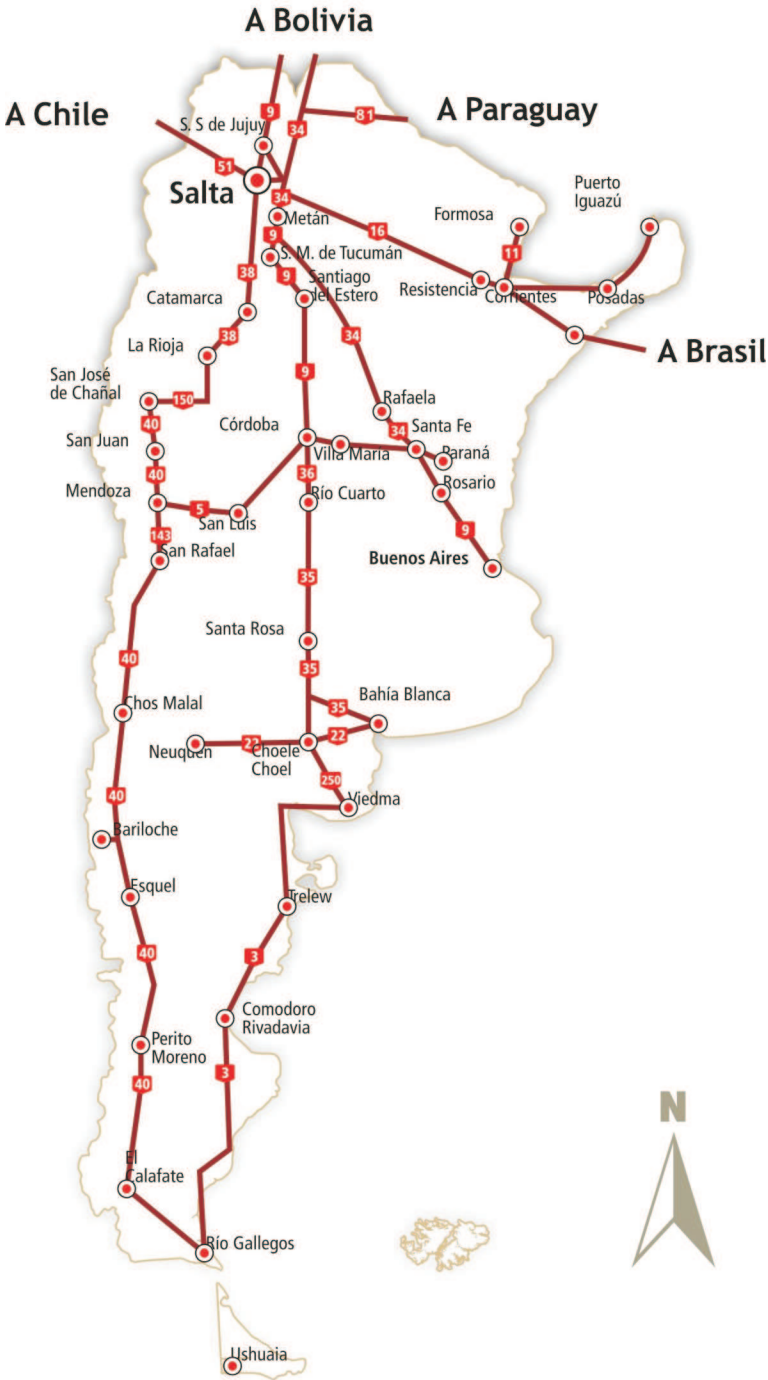 A Bolivia
A Chile
A Paraguay
9
81
S. S de Jujuy
34
51
Salta
34
Puerto
Iguazú
Metán
Formosa
16
9
S. M. de Tucumán
11
38
9
Santiago
del Estero
Resistencia
Corrientes
Posadas
Catamarca
38
34
La Rioja
A Brasil
9
San José
de Chañal
150
Rafaela
40
Córdoba
34
Santa Fe
San Juan
Villa María
Paraná
40
36
Mendoza
Río Cuarto
Rosario
5
San Luis
143
9
San Rafael
Buenos Aires
35
Santa Rosa
40
35
Chos Malal
Bahía Blanca
35
Neuquén
22
Choele
Choel
22
250
40
Viedma
Bariloche
Esquel
Trelew
40
3
Comodoro
Rivadavia
Perito
Moreno
40
3
N
El
Calafate
Río Gallegos
Ushuaia